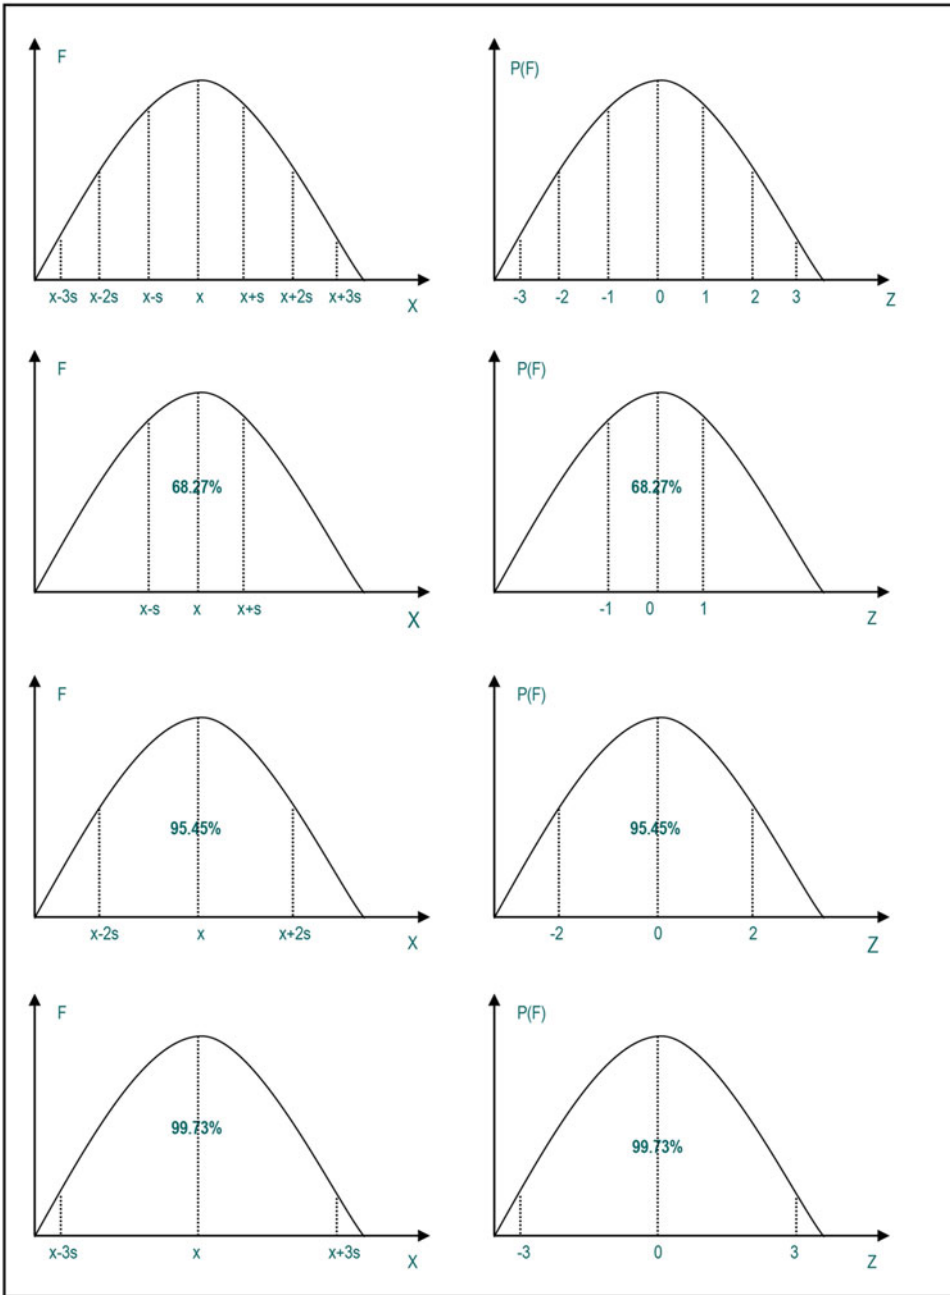 F
P(F)
x-3s x-2s x-s x x+s x+2s x+3s
X
-3 -2 -1 0 1 2 3
Z
F
P(F)
68.27%
68.27%
x-s x x+s
X
-1 0 1
Z
F
P(F)
95.45%
95.45%
x-2s x x+2s
X
-2 0 2
Z
F
P(F)
99.73%
99.73%
x-3s x x+3s
X
-3 0 3
Z